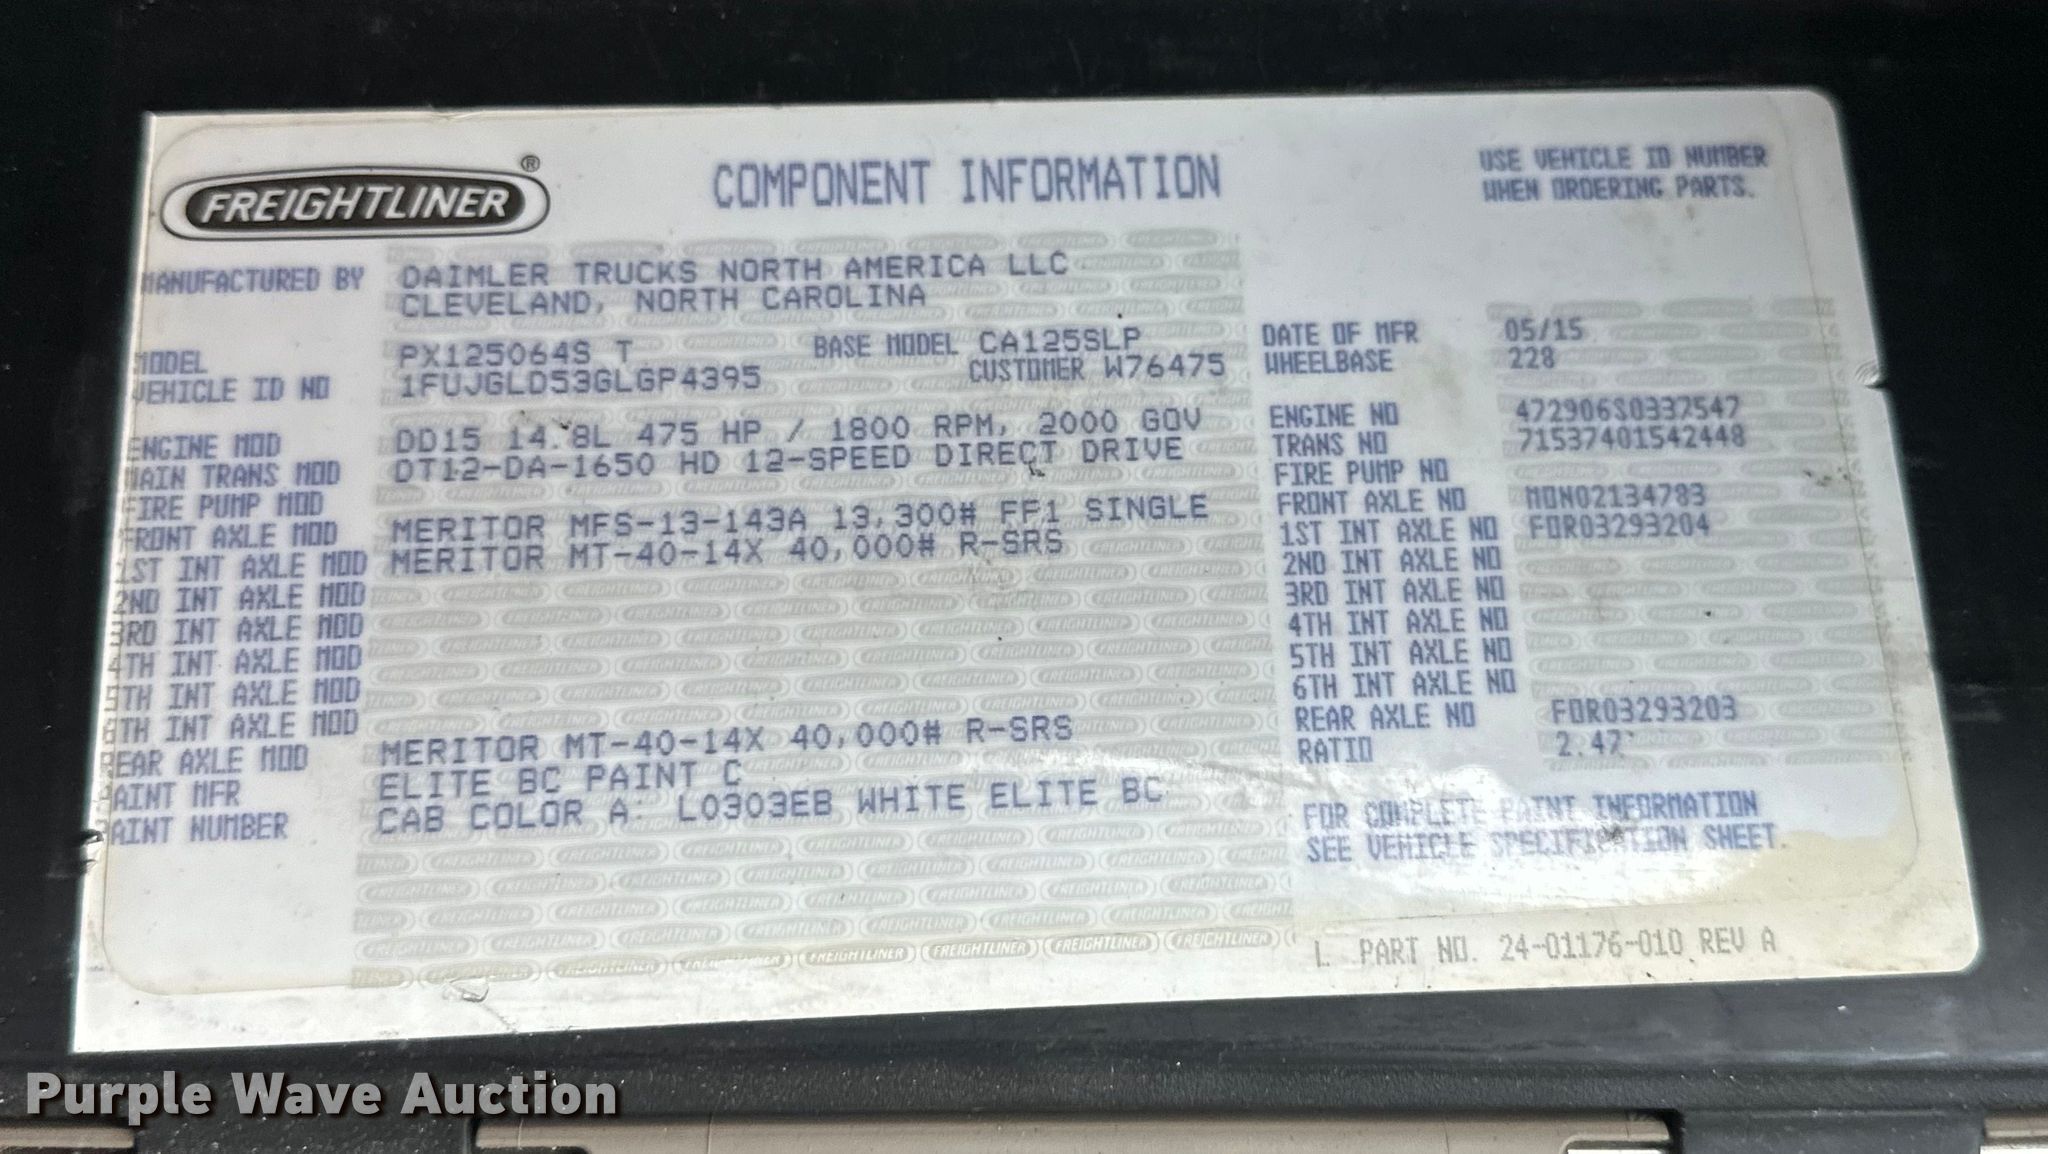 FREIGHTLINER®
COMPONENT INFORMATION
USE VEHICLE ID NUMBER
WHEN ORDERING PARTS.
MANUFACTURED BY DAIMLER TRUCKS NORTH AMERICA LLC
CLEVELAND, NORTH CAROLINA
MODEL PX125064S T BASE MODEL CA125SLP
VEHICLE ID NO 1FUJGLD53GLGP4395 CUSTOMER W76475
ENGINE MOD DD15 14.8L 475 HP / 1800 RPM, 2000 GOV
MAIN TRANS MOD DT12-DA-1650 HD 12-SPEED DIRECT DRIVE
FIRE PUMP MOD
FRONT AXLE MOD MERITOR MFS-13-143A 13,300# FF1 SINGLE
1ST INT AXLE MOD MERITOR MT-40-14X 40,000# R-SRS
2ND INT AXLE MOD
3RD INT AXLE MOD
4TH INT AXLE MOD
5TH INT AXLE MOD
6TH INT AXLE MOD
REAR AXLE MOD MERITOR MT-40-14X 40,000# R-SRS
PAINT MFR ELITE BC PAINT C
PAINT NUMBER CAB COLOR A: L0303EB WHITE ELITE BC
DATE OF MFR 05/15
WHEELBASE 228
ENGINE NO 472906S0337547
TRANS NO 71537401542448
FIRE PUMP NO
FRONT AXLE NO MON02134783
1ST INT AXLE NO FOR03293204
2ND INT AXLE NO
3RD INT AXLE NO
4TH INT AXLE NO
5TH INT AXLE NO
6TH INT AXLE NO
REAR AXLE NO FOR03293203
RATIO 2.47
FOR COMPLETE PAINT INFORMATION
SEE VEHICLE SPECIFICATION SHEET.
PART NO. 24-01176-010 REV A
Purple Wave Auction